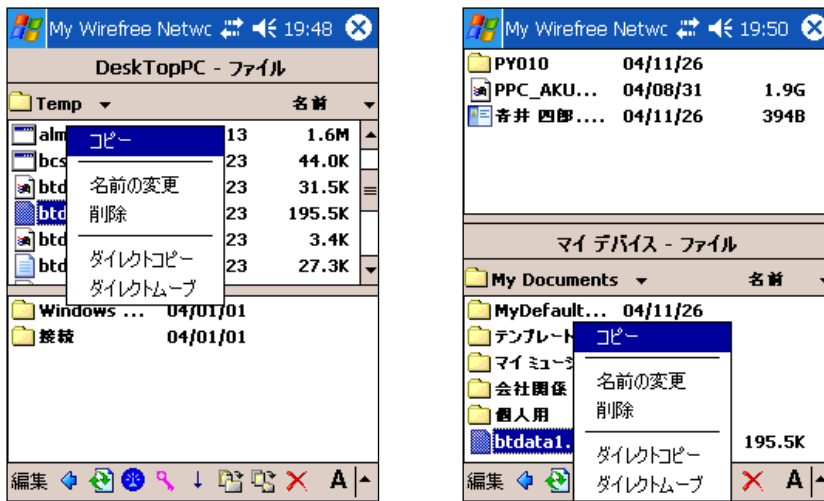 My Wirefree Netwc 19:48
DeskTopPC - ファイル
Temp 名前
alm 13 1.6M
bcs 23 44.0K
btd 23 31.5K
btd 23 195.5K
btd 23 3.4K
btd 23 27.3K
コピー
名前の変更
削除
ダイレクトコピー
ダイレクトムーブ
Windows ... 04/01/01
接続 04/01/01
編集 A
My Wirefree Netwc 19:50
PY010 04/11/26
PPC_AKU... 04/08/31 1.9G
青井 四郎.... 04/11/26 394B
マイ デバイス - ファイル
My Documents 名前
MyDefault... 04/11/26
テンプレート
マイ ミュージ
会社関係
個人用
btdata1. 195.5K
コピー
名前の変更
削除
ダイレクトコピー
ダイレクトムーブ
編集 A